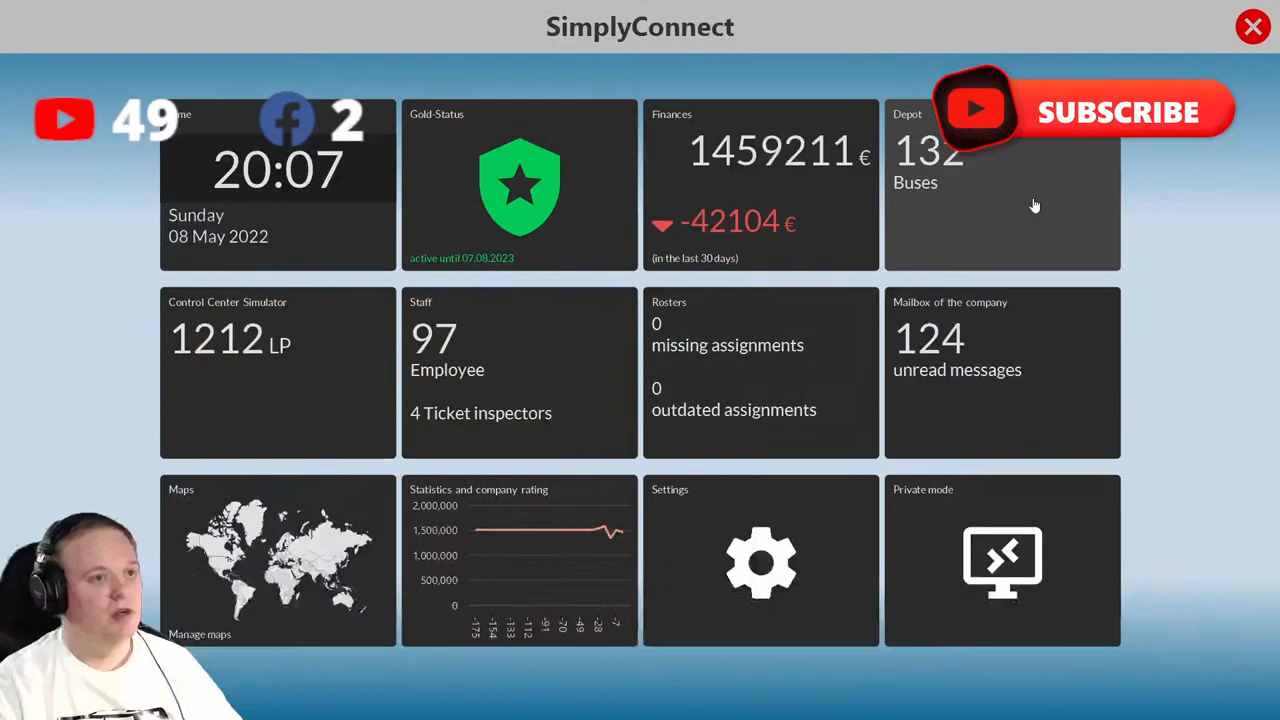 SimplyConnect
49
2
SUBSCRIBE
20:07
Sunday
08 May 2022
Gold-Status
active until 07.08.2023
Finances
1459211 €
-42104 €
(in the last 30 days)
Depot
132
Buses
Control Center Simulator
1212 LP
Staff
97
Employee
4 Ticket inspectors
Rosters
0
missing assignments
0
outdated assignments
Mailbox of the company
124
unread messages
Maps
Manage maps
Statistics and company rating
2,000,000
1,500,000
1,000,000
500,000
0
-175
-154
-133
-112
-91
-70
-49
-28
-7
Settings
Private mode